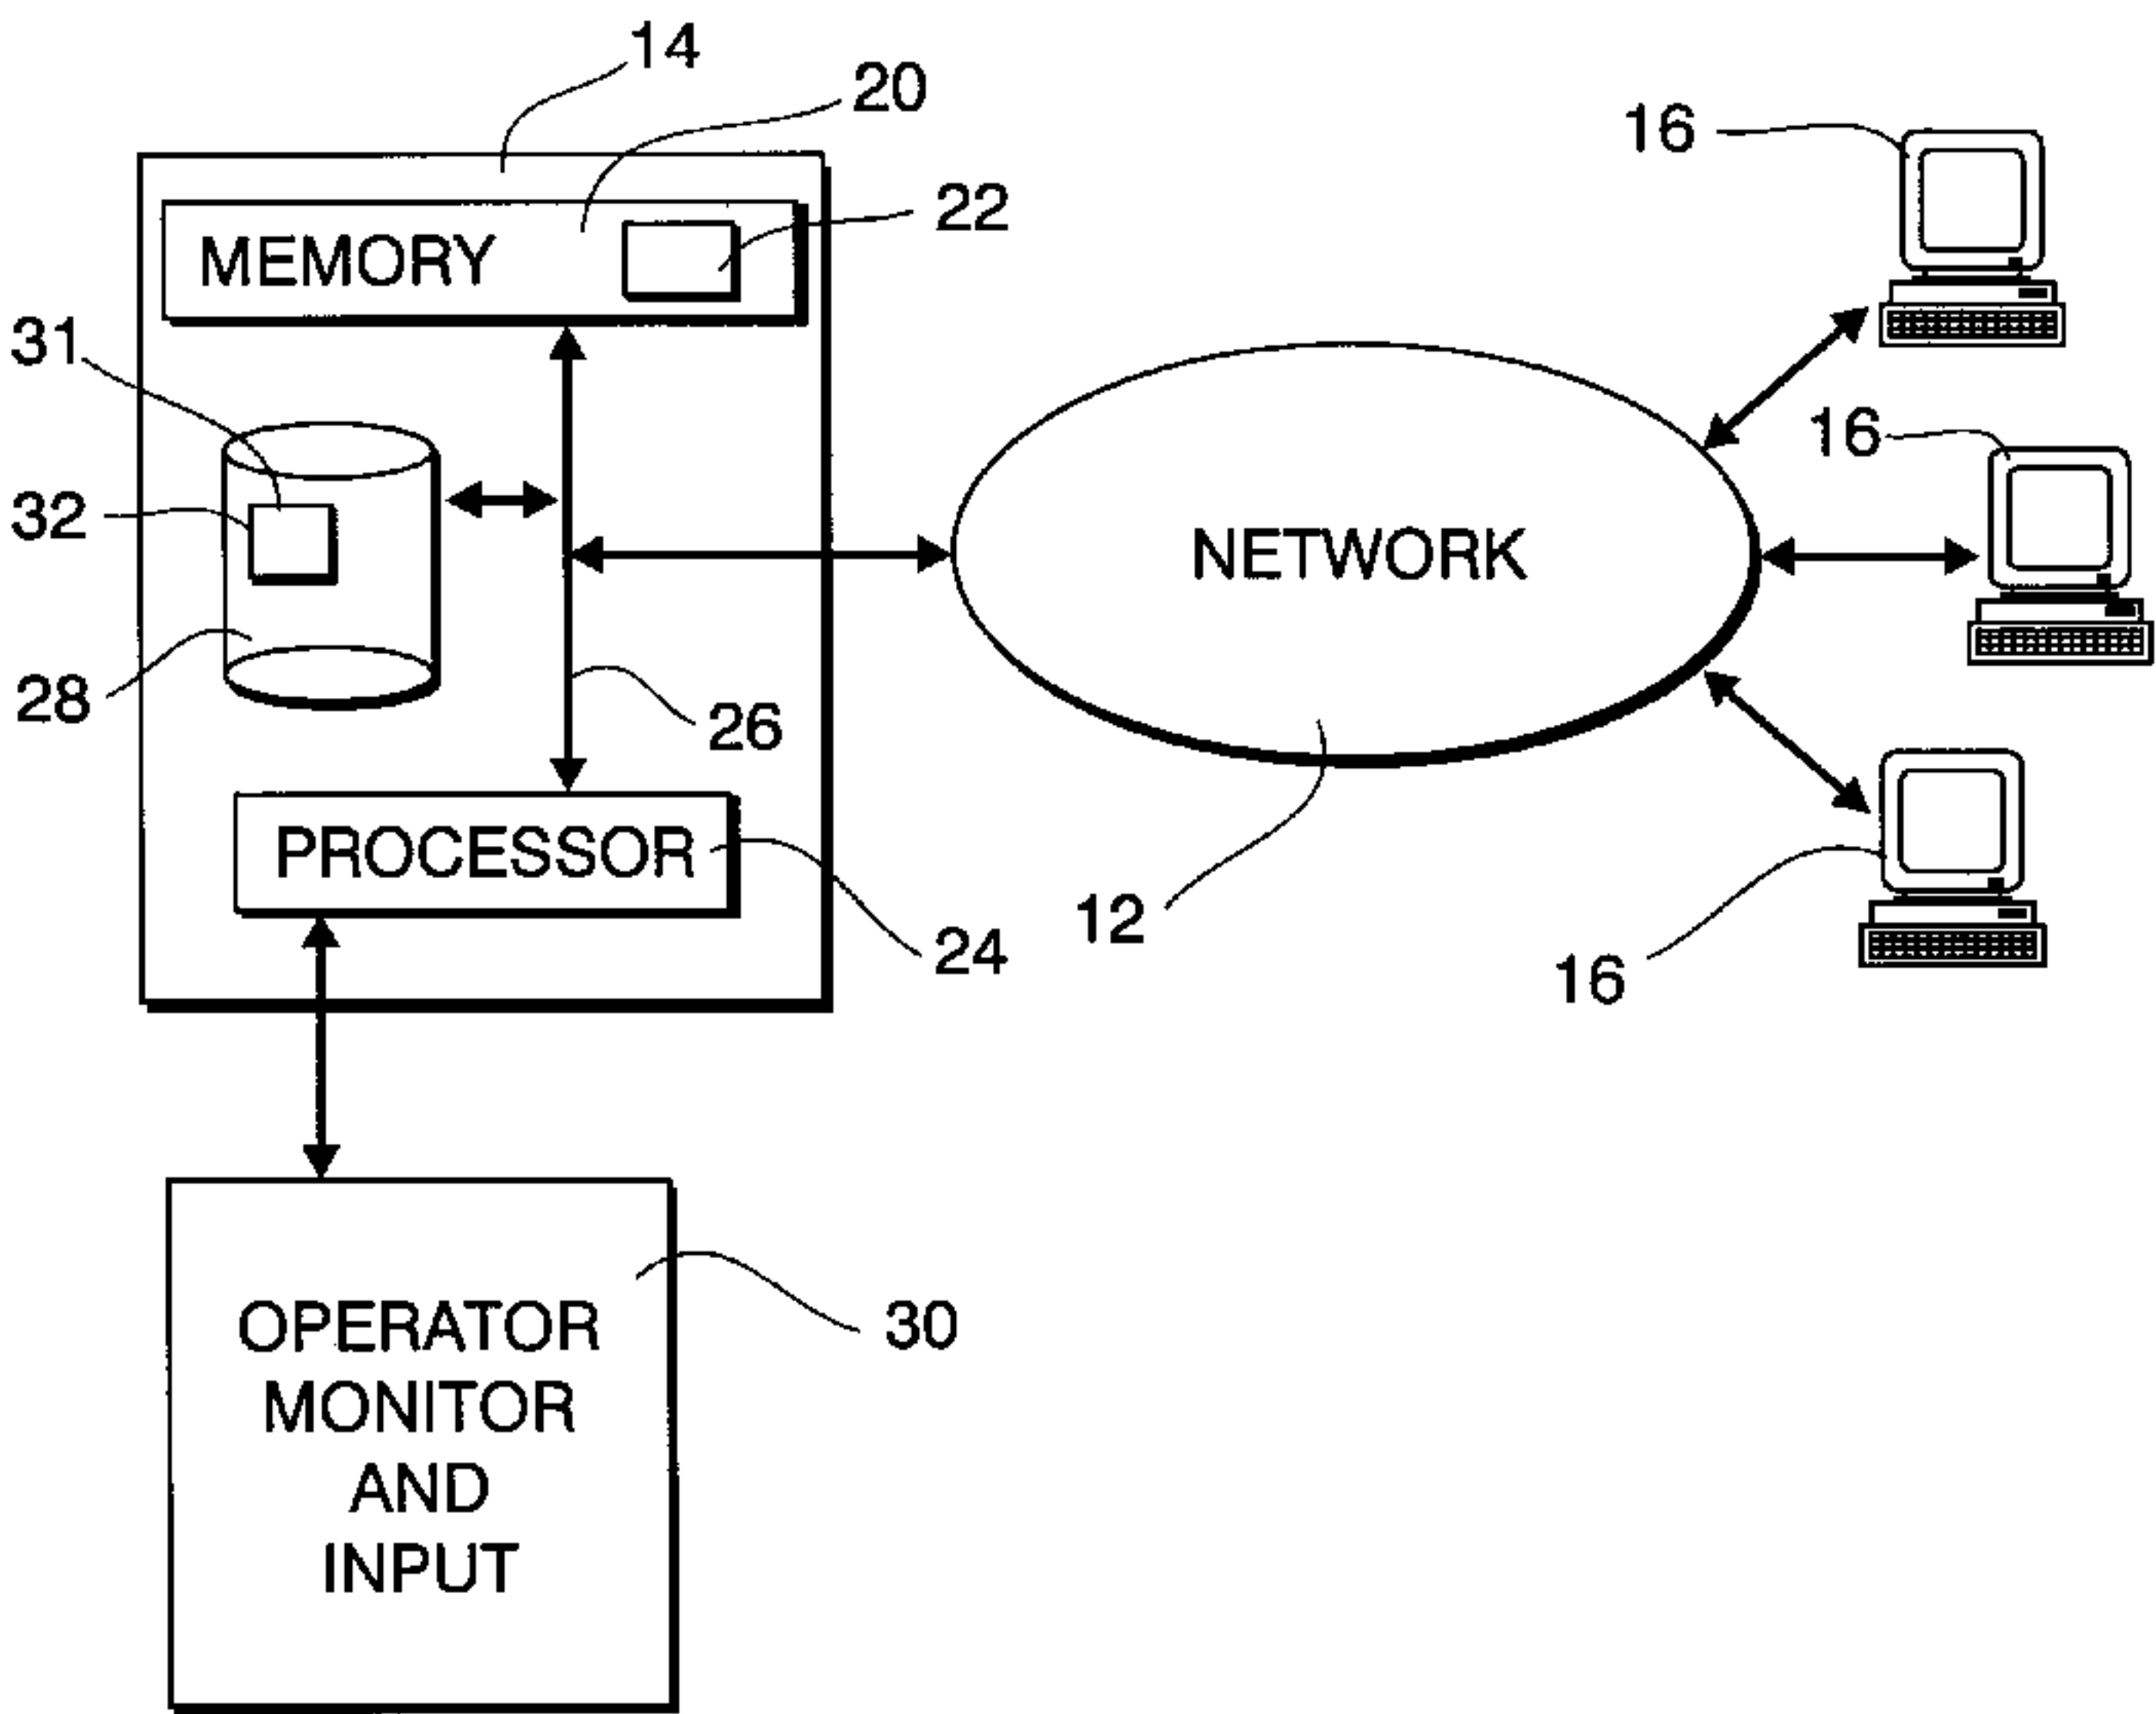 14
20
16
22
MEMORY
31
16
32
NETWORK
28
26
PROCESSOR
12
24
16
OPERATOR
MONITOR
AND
INPUT
30